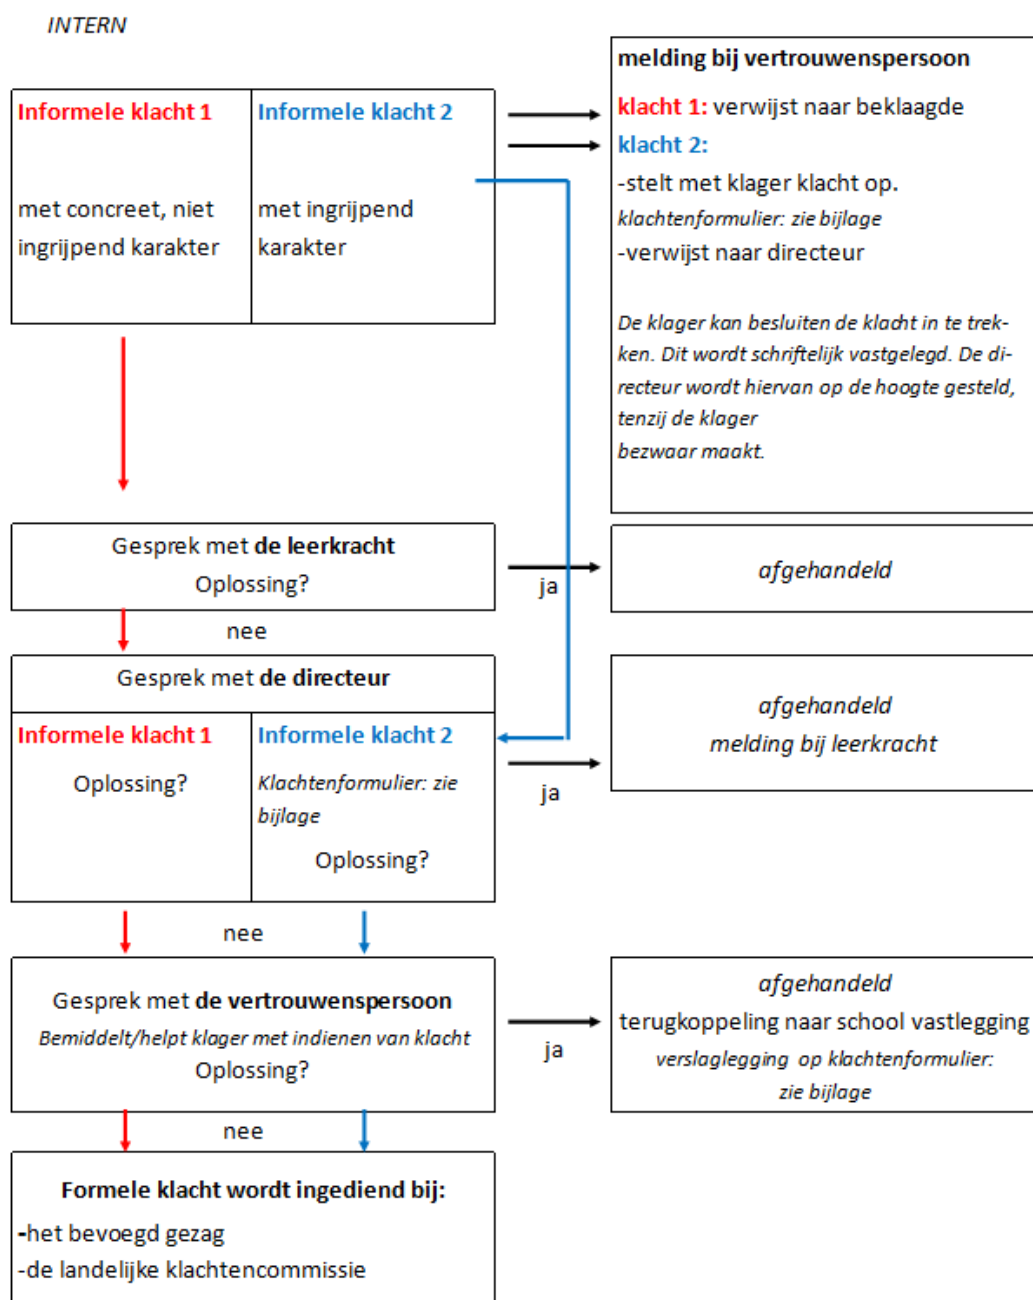 INTERN
Informele klacht 1
met concreet, niet
ingrijpend karakter
Informele klacht 2
met ingrijpend
karakter
melding bij vertrouwenspersoon
klacht 1: verwijst naar beklaagde
klacht 2:
-stelt met klager klacht op.
klachtenformulier: zie bijlage
-verwijst naar directeur
De klager kan besluiten de klacht in te trek-
ken. Dit wordt schriftelijk vastgelegd. De di-
recteur wordt hiervan op de hoogte gesteld,
tenzij de klager
bezwaar maakt.
Gesprek met de leerkracht
Oplossing?
ja
afgehandeld
nee
Gesprek met de directeur
Informele klacht 1
Oplossing?
Informele klacht 2
Klachtenformulier: zie
bijlage
Oplossing?
ja
afgehandeld
melding bij leerkracht
nee
Gesprek met de vertrouwenspersoon
Bemiddelt/helpt klager met indienen van klacht
Oplossing?
ja
afgehandeld
terugkoppeling naar school vastlegging
verslaglegging op klachtenformulier:
zie bijlage
nee
Formele klacht wordt ingediend bij:
-het bevoegd gezag
-de landelijke klachtencommissie